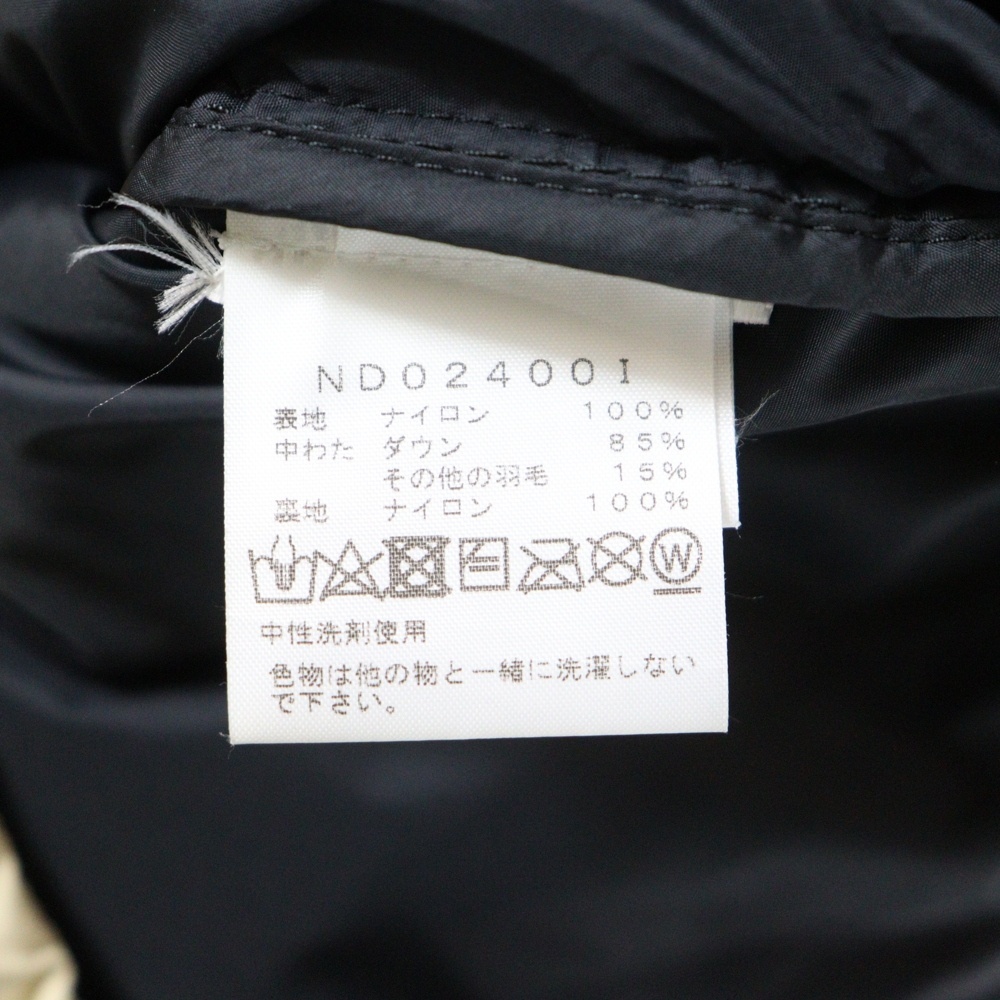 ND02400I
表地 ナイロン 100%
中わた ダウン 85%
その他の羽毛 15%
裏地 ナイロン 100%
W
中性洗剤使用
色物は他の物と一緒に洗濯しない
で下さい。